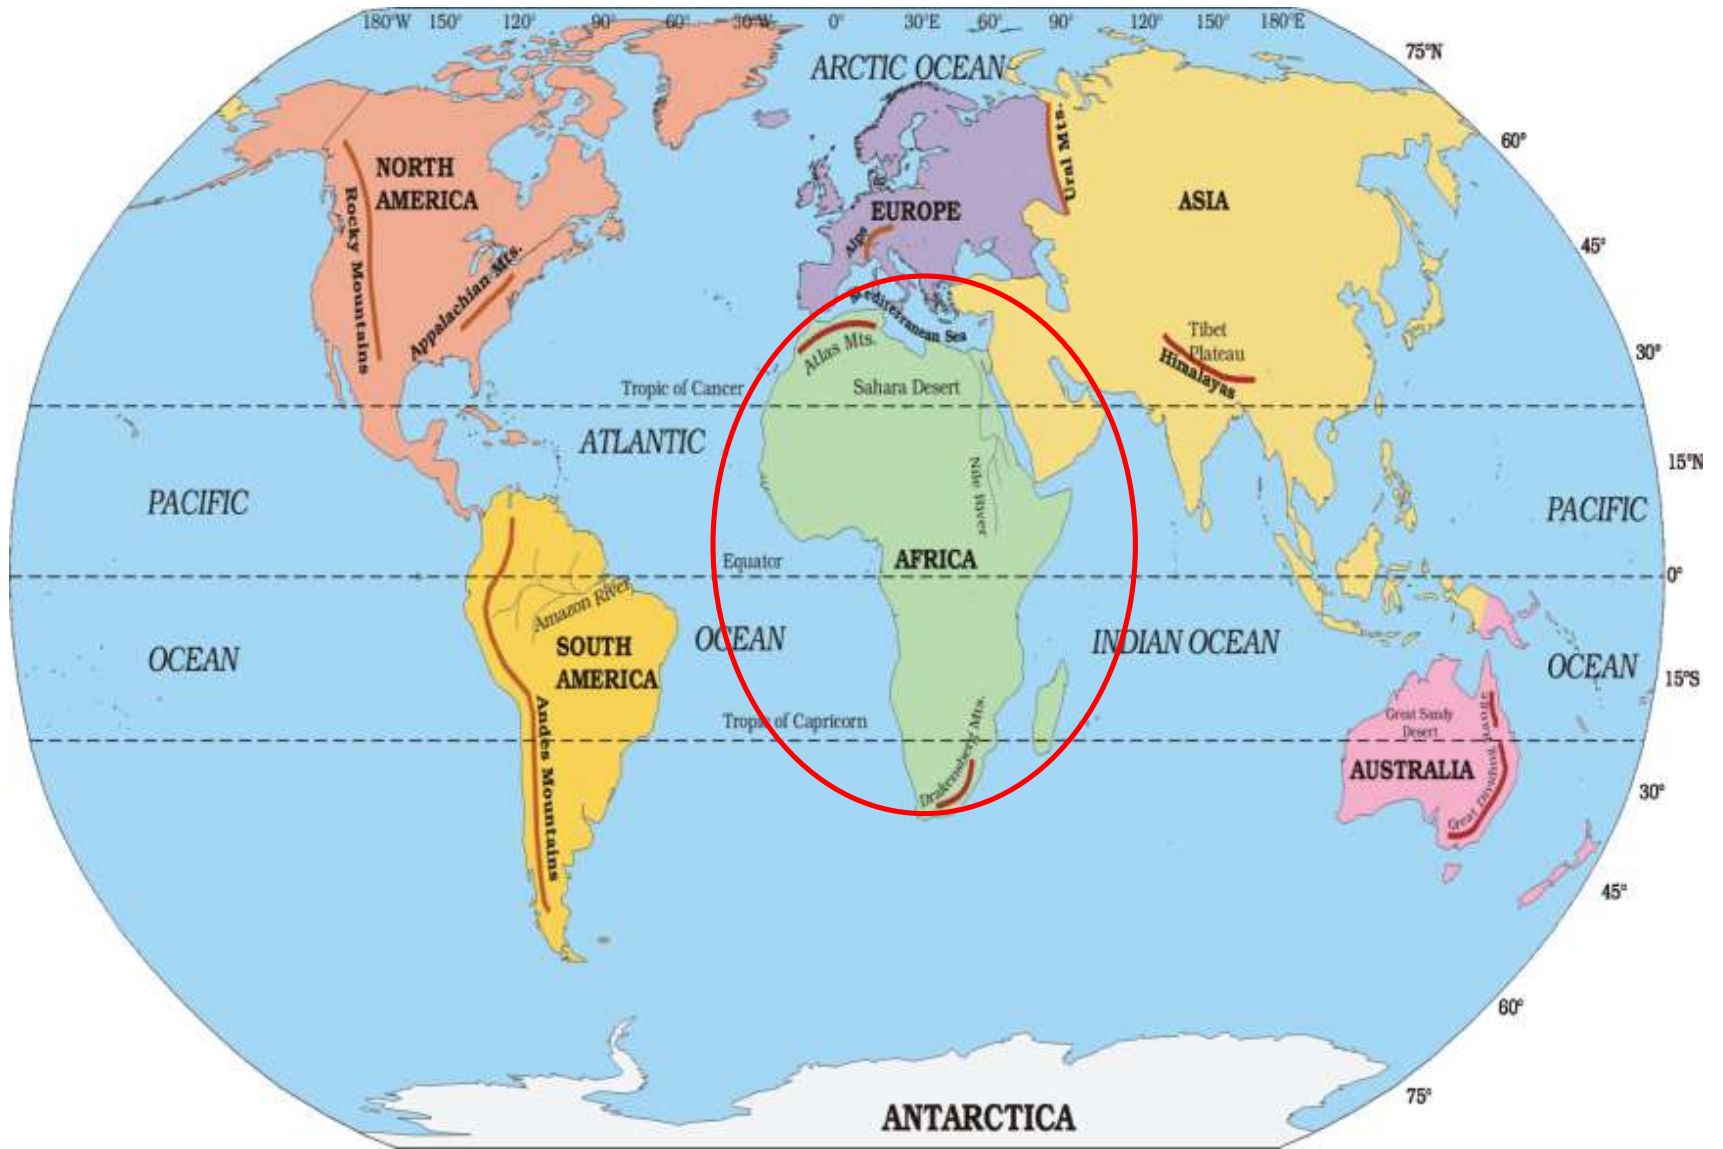 180°W 150° 120° 90° 60° 30°W 0° 30°E 60° 90° 120° 150° 180°E
75°N
ARCTIC OCEAN
60°
Ural Mts.
NORTH
AMERICA
Rocky Mountains
Appalachian Mts.
EUROPE
Alps
ASIA
45°
Mediterranean Sea
Atlas Mts.
Tibet
Plateau
Himalayas
30°
Tropic of Cancer
Sahara Desert
ATLANTIC
15°N
Nile River
PACIFIC
PACIFIC
Equator
AFRICA
0°
Amazon River
SOUTH
AMERICA
OCEAN
INDIAN OCEAN
OCEAN
OCEAN
15°S
Andes Mountains
Tropic of Capricorn
Drakensberg Mts.
Great Sandy
Desert
AUSTRALIA
Great Dividing Range
30°
45°
60°
75°
ANTARCTICA